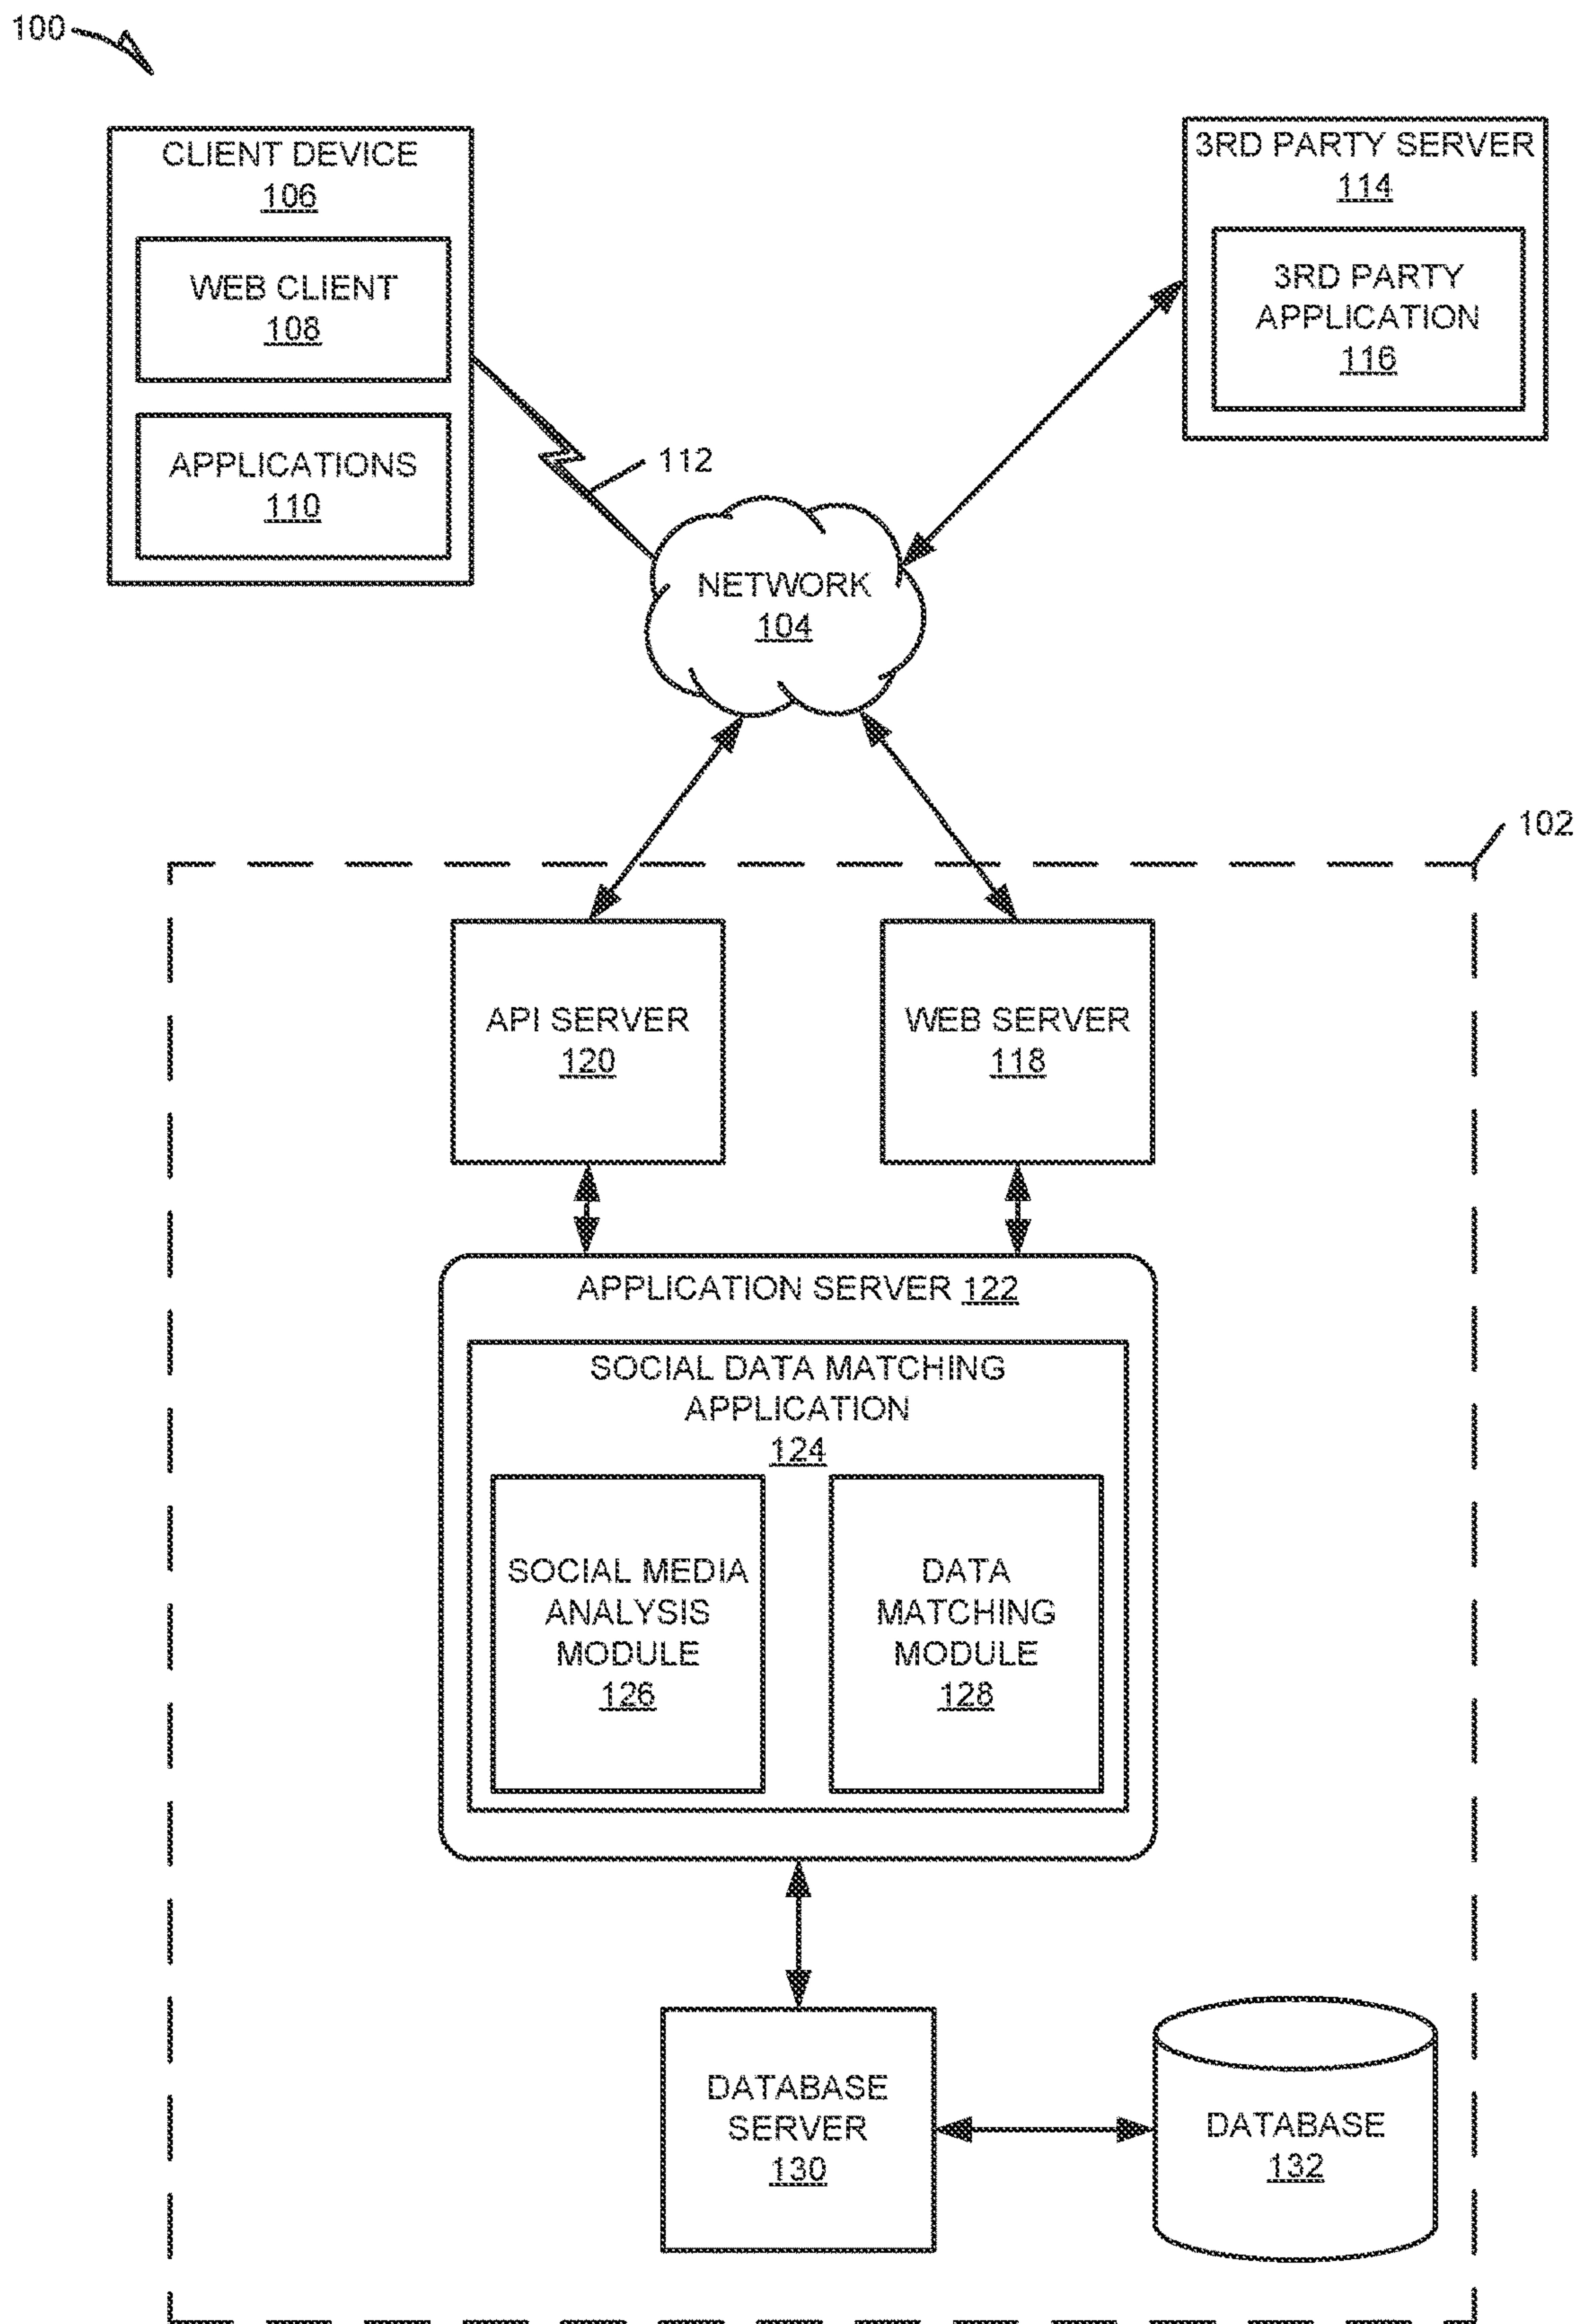 100
CLIENT DEVICE
106
WEB CLIENT
108
APPLICATIONS
110
3RD PARTY SERVER
114
3RD PARTY
APPLICATION
116
112
NETWORK
104
102
API SERVER
120
WEB SERVER
118
APPLICATION SERVER 122
SOCIAL DATA MATCHING
APPLICATION
124
SOCIAL MEDIA
ANALYSIS
MODULE
126
DATA
MATCHING
MODULE
128
DATABASE
SERVER
130
DATABASE
132